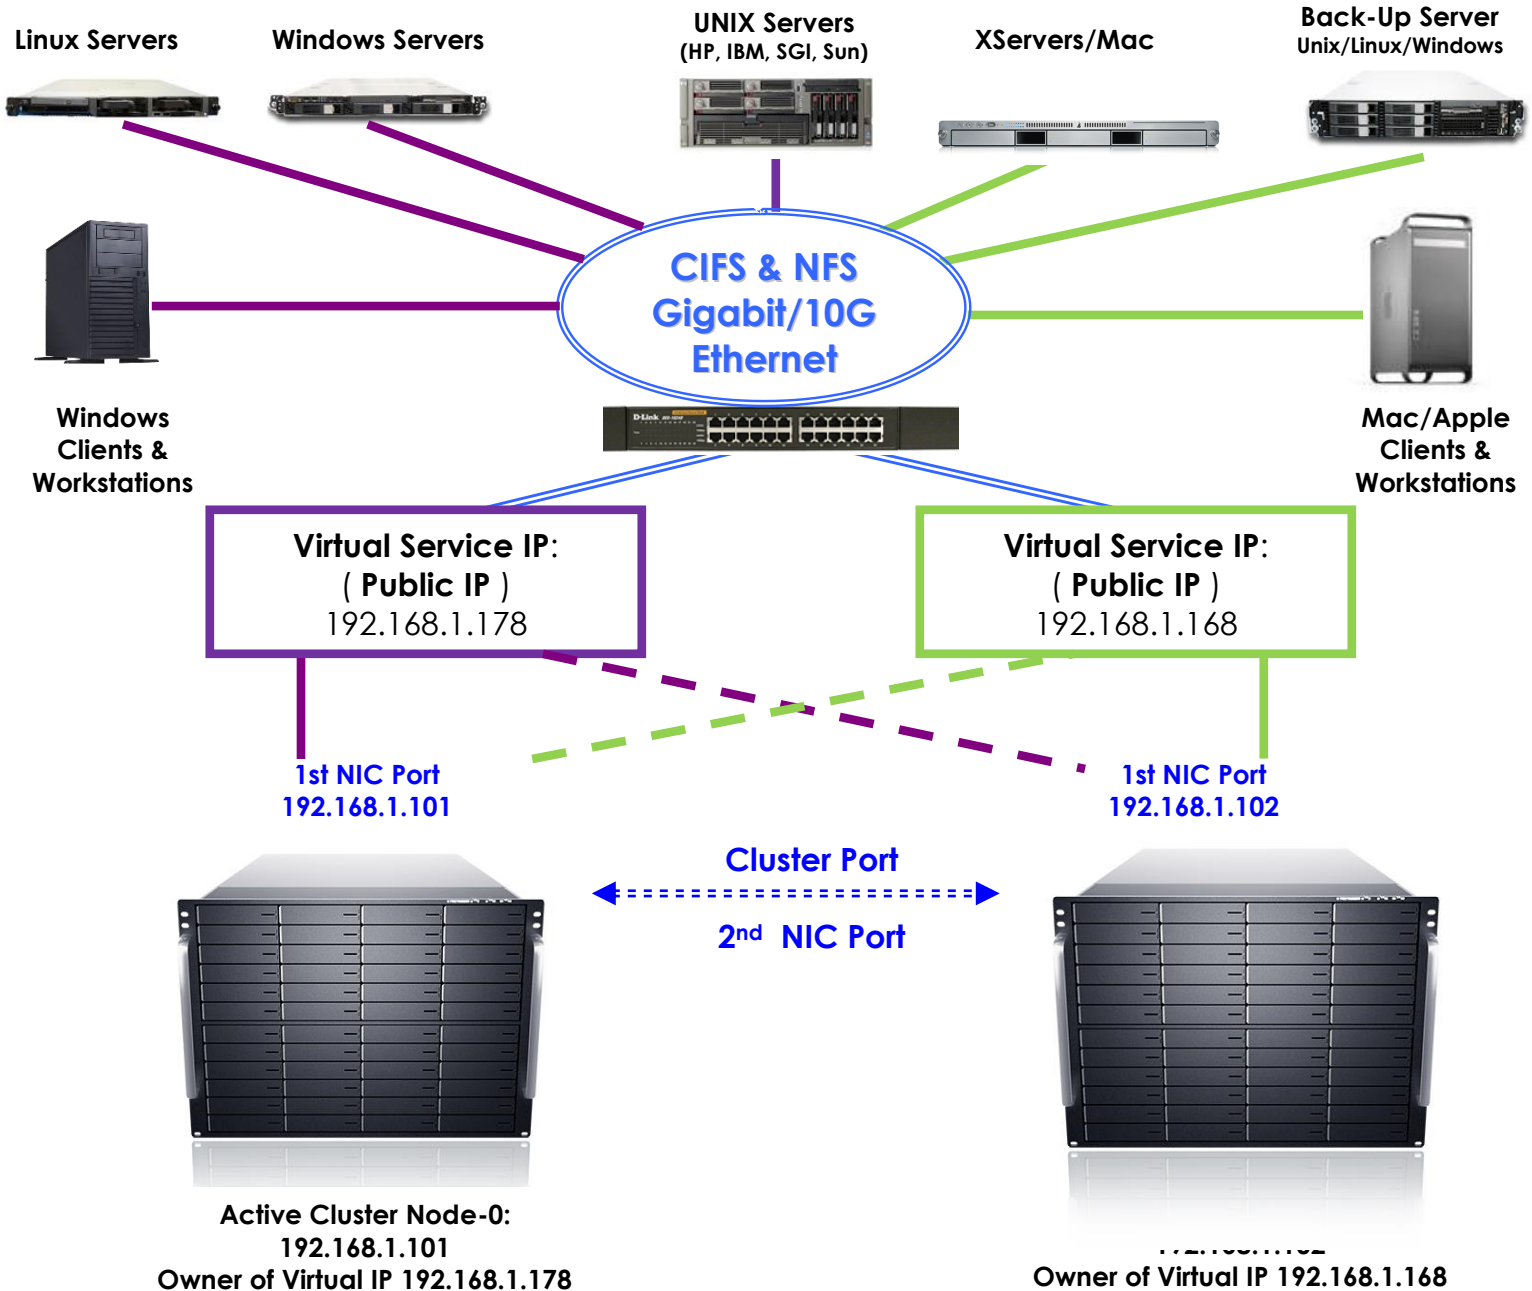 Linux Servers
Windows Servers
UNIX Servers
(HP, IBM, SGI, Sun)
XServers/Mac
Back-Up Server
Unix/Linux/Windows
CIFS & NFS
Gigabit/10G
Ethernet
D-Link
Windows
Clients &
Workstations
Mac/Apple
Clients &
Workstations
Virtual Service IP:
( Public IP )
192.168.1.178
Virtual Service IP:
( Public IP )
192.168.1.168
1st NIC Port
192.168.1.101
1st NIC Port
192.168.1.102
Cluster Port
2nd NIC Port
Active Cluster Node-0:
192.168.1.101
Owner of Virtual IP 192.168.1.178
Owner of Virtual IP 192.168.1.168